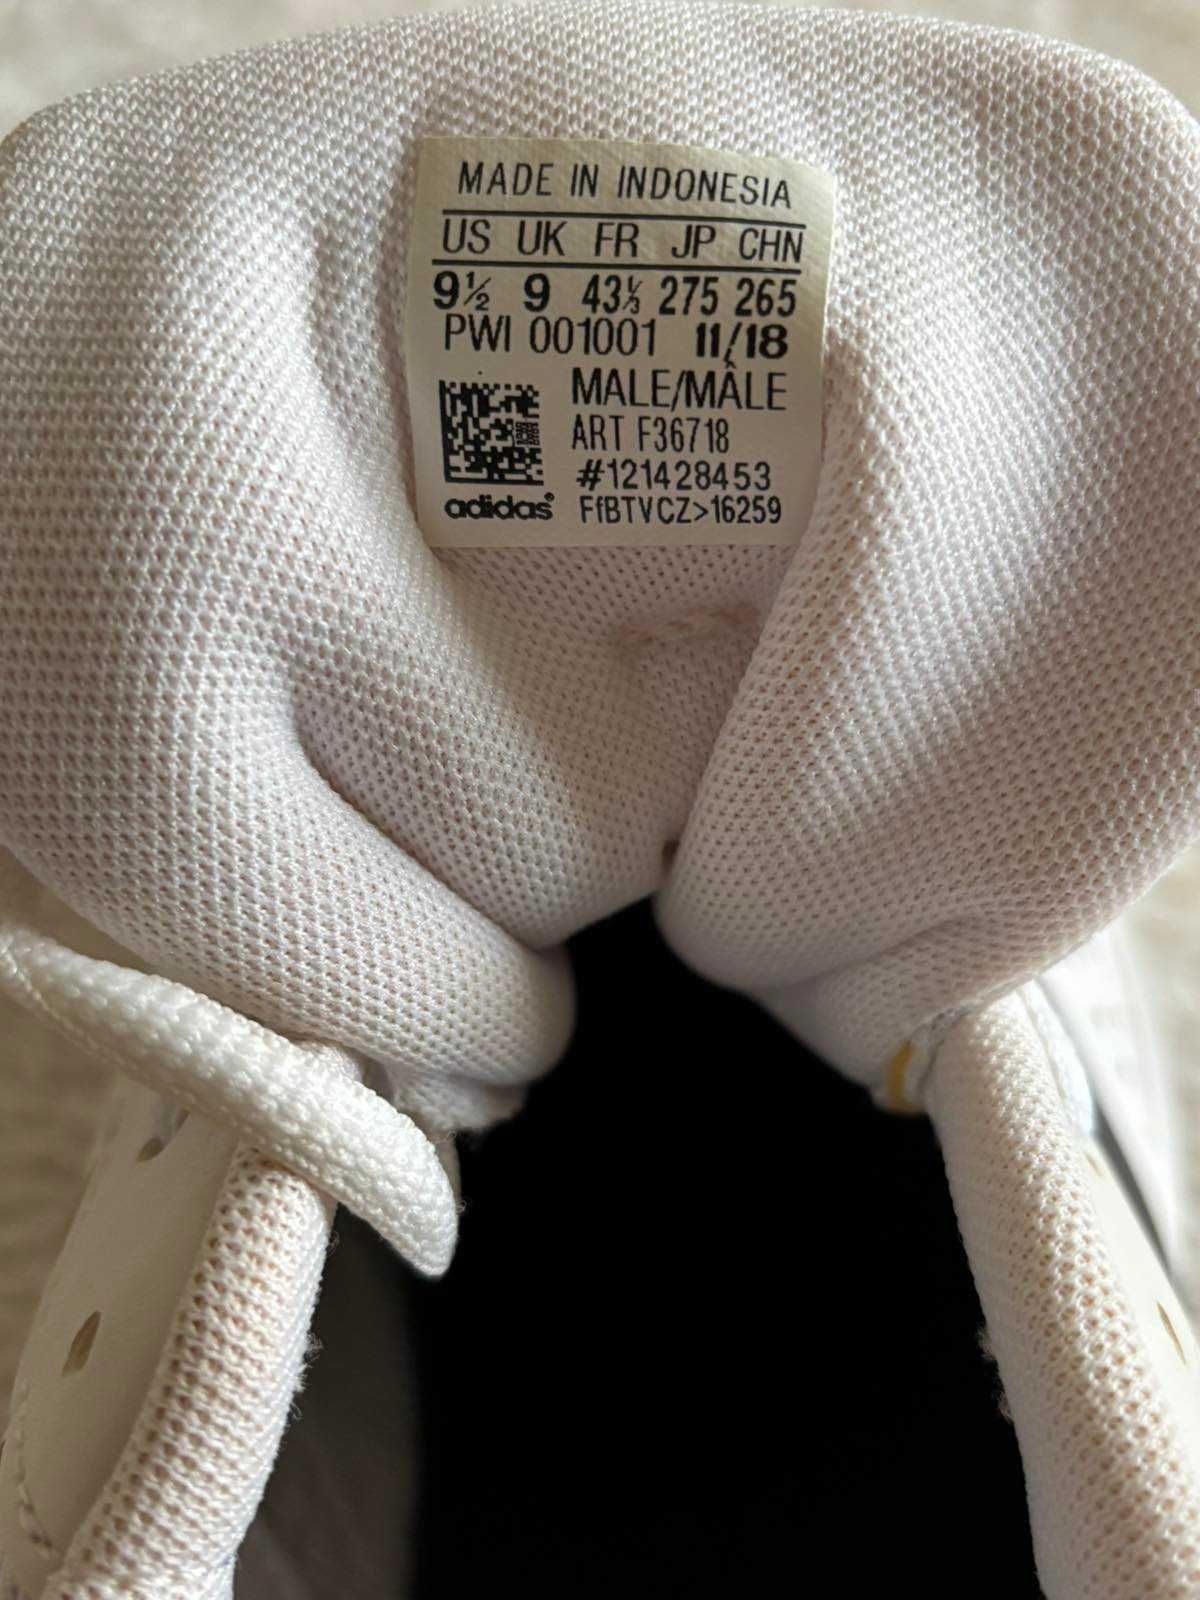 MADE IN INDONESIA
US UK FR JP CHN
9½ 9 43⅓ 275 265
PWI 001001 11/18
MALE/MÂLE
ART F36718
#121428453
adidas® FfBTVCZ>16259